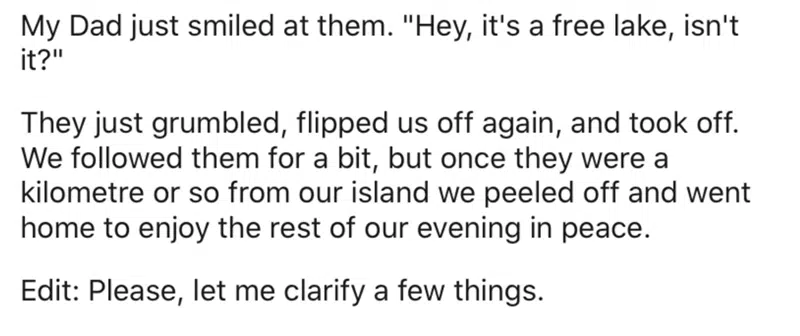 My Dad just smiled at them. "Hey, it's a free lake, isn't
it?"
They just grumbled, flipped us off again, and took off.
We followed them for a bit, but once they were a
kilometre or so from our island we peeled off and went
home to enjoy the rest of our evening in peace.
Edit: Please, let me clarify a few things.